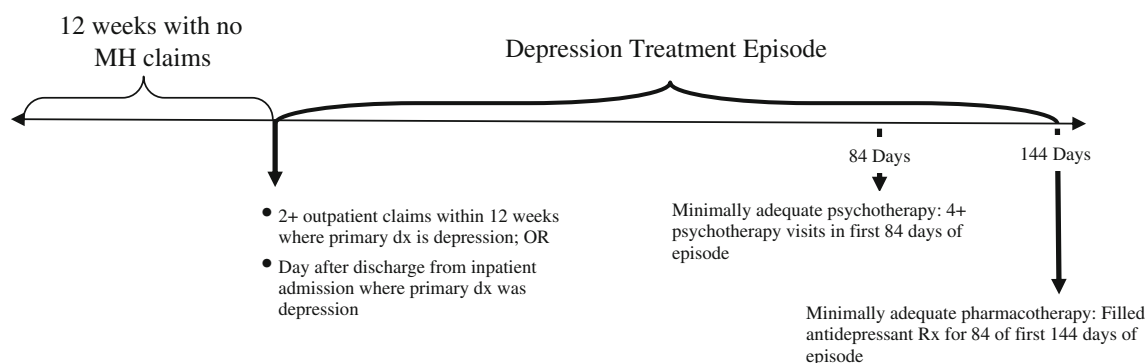 12 weeks with no
MH claims
Depression Treatment Episode
84 Days
144 Days
• 2+ outpatient claims within 12 weeks
where primary dx is depression; OR
• Day after discharge from inpatient
admission where primary dx was
depression
Minimally adequate psychotherapy: 4+
psychotherapy visits in first 84 days of
episode
Minimally adequate pharmacotherapy: Filled
antidepressant Rx for 84 of first 144 days of
episode